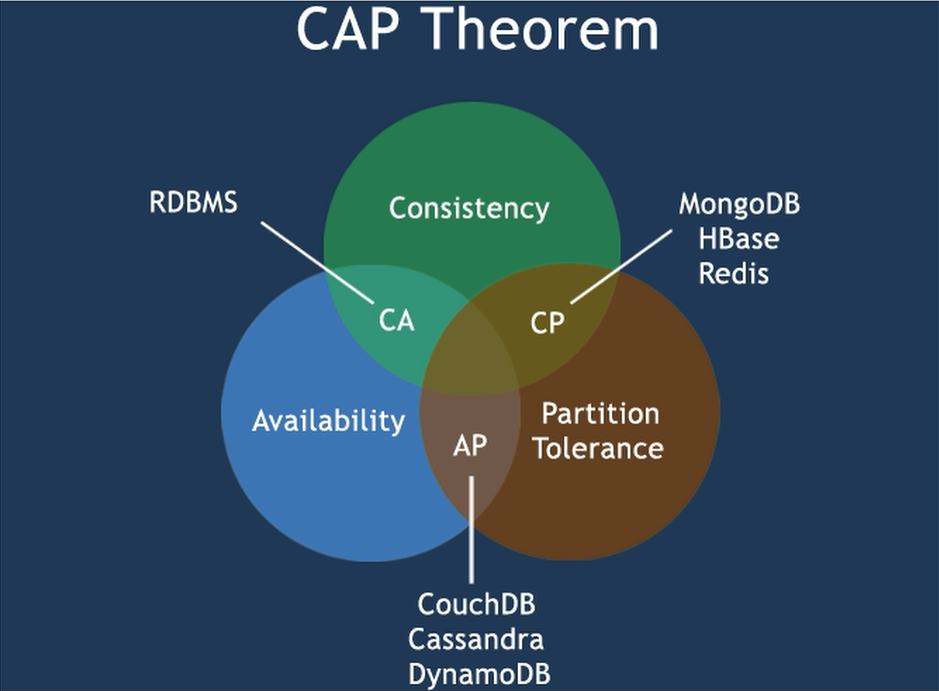 CAP Theorem
RDBMS
Consistency
MongoDB
HBase
Redis
CA
CP
Availability
Partition
Tolerance
AP
CouchDB
Cassandra
DynamoDB